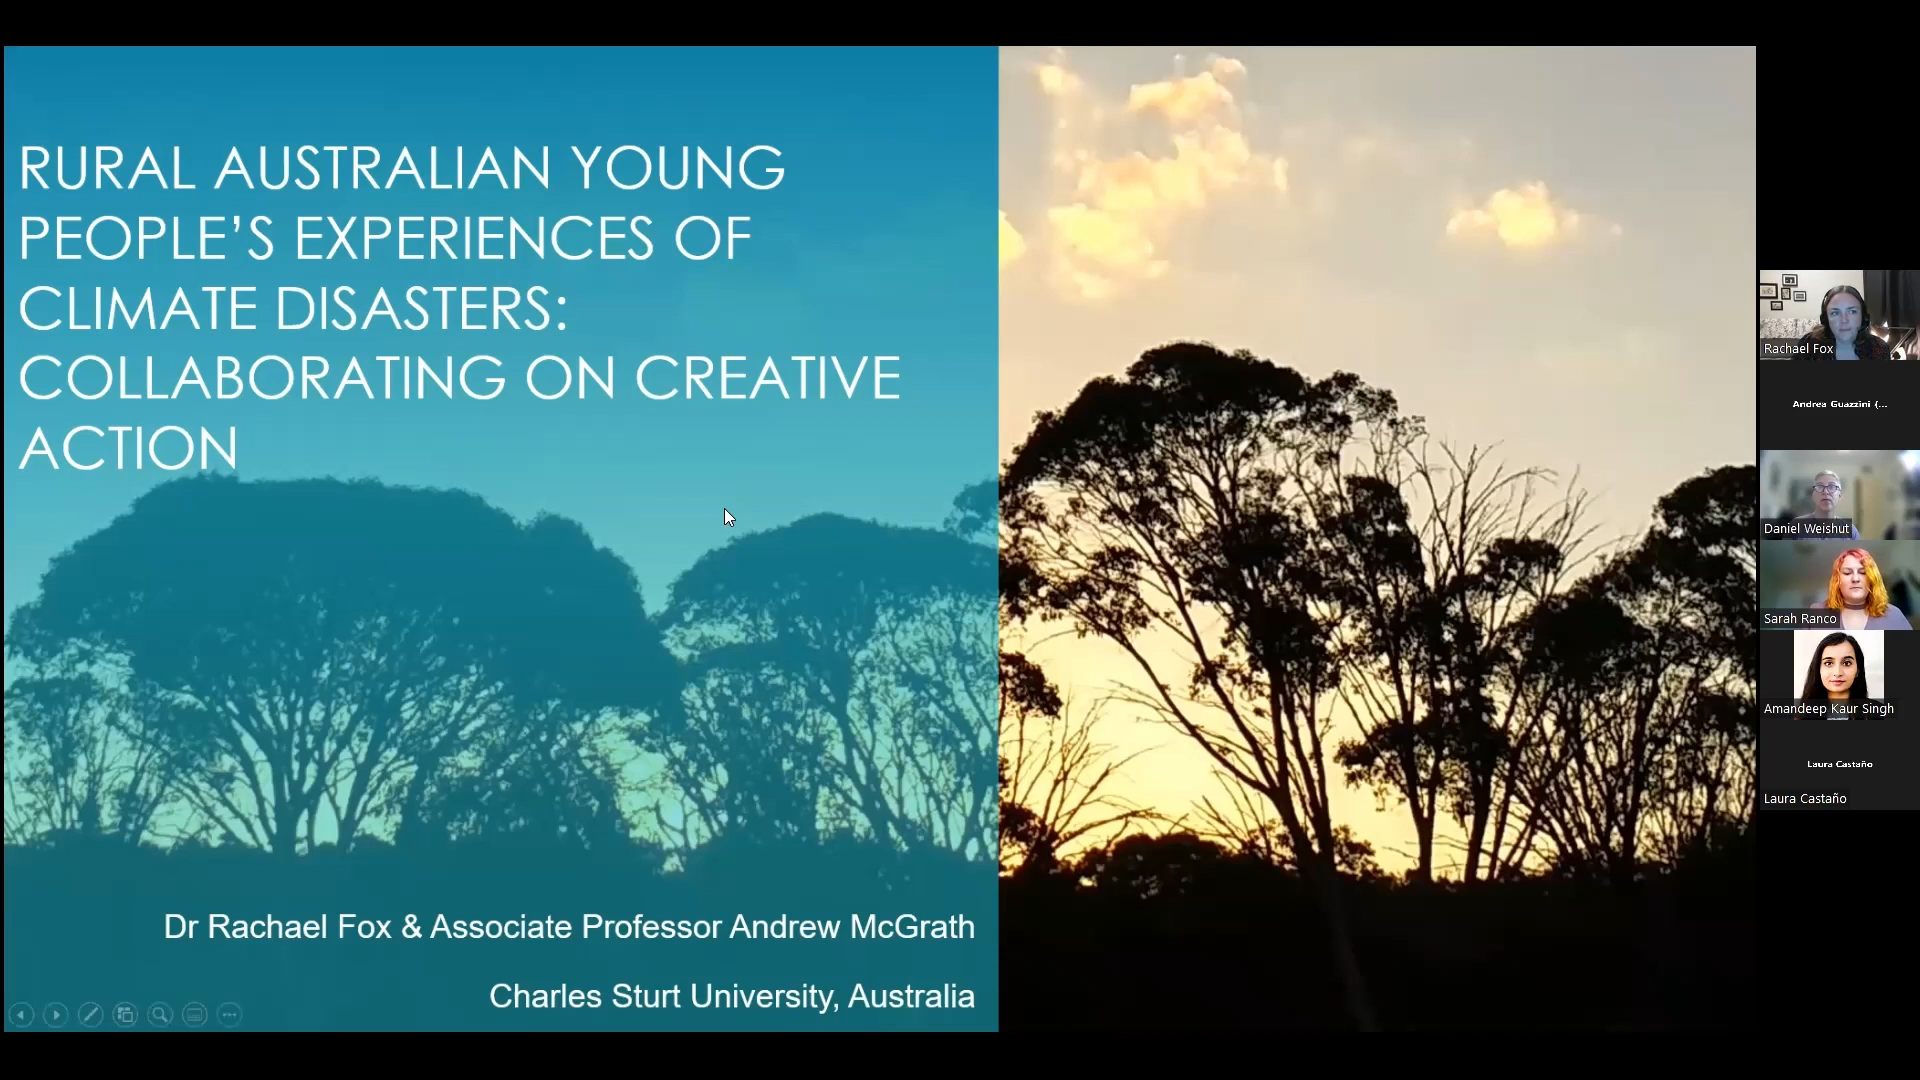 RURAL AUSTRALIAN YOUNG
PEOPLE’S EXPERIENCES OF
CLIMATE DISASTERS:
COLLABORATING ON CREATIVE
ACTION
Dr Rachael Fox & Associate Professor Andrew McGrath
Charles Sturt University, Australia
Rachael Fox
Andrea Guazzini (...
Daniel Weishut
Sarah Ranco
Amandeep Kaur Singh
Laura Castaño
Laura Castaño